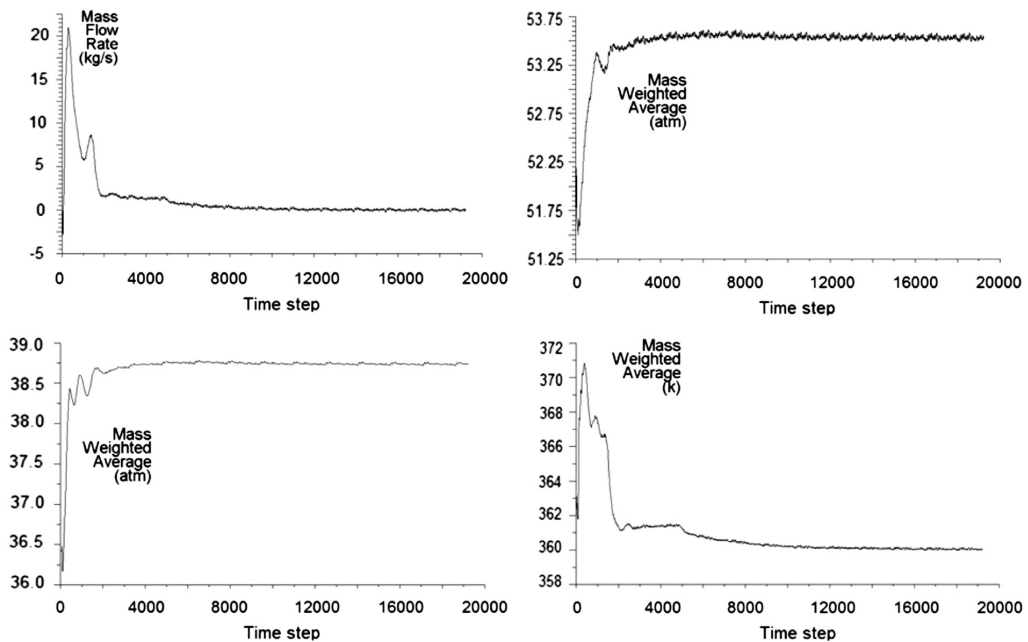 Mass
Flow
Rate
(kg/s)
20
15
10
5
0
-5
0 4000 8000 12000 16000 20000
Time step
53.75
53.25
52.75
52.25
51.75
51.25
Mass
Weighted
Average
(atm)
0 4000 8000 12000 16000 20000
Time step
39.0
38.5
38.0
37.5
37.0
36.5
36.0
Mass
Weighted
Average
(atm)
0 4000 8000 12000 16000 20000
Time step
372
370
368
366
364
362
360
358
Mass
Weighted
Average
(k)
0 4000 8000 12000 16000 20000
Time step